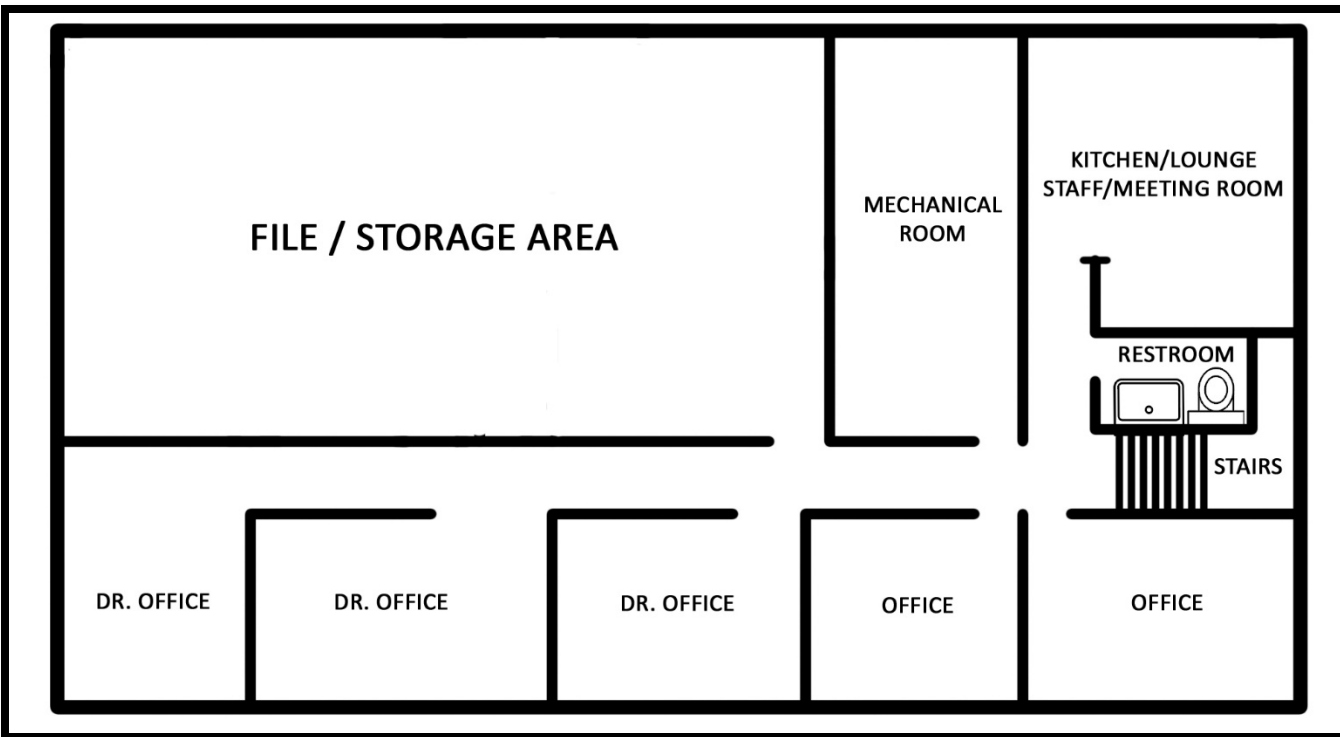 FILE / STORAGE AREA
MECHANICAL
ROOM
KITCHEN/LOUNGE
STAFF/MEETING ROOM
RESTROOM
STAIRS
DR. OFFICE
DR. OFFICE
DR. OFFICE
OFFICE
OFFICE